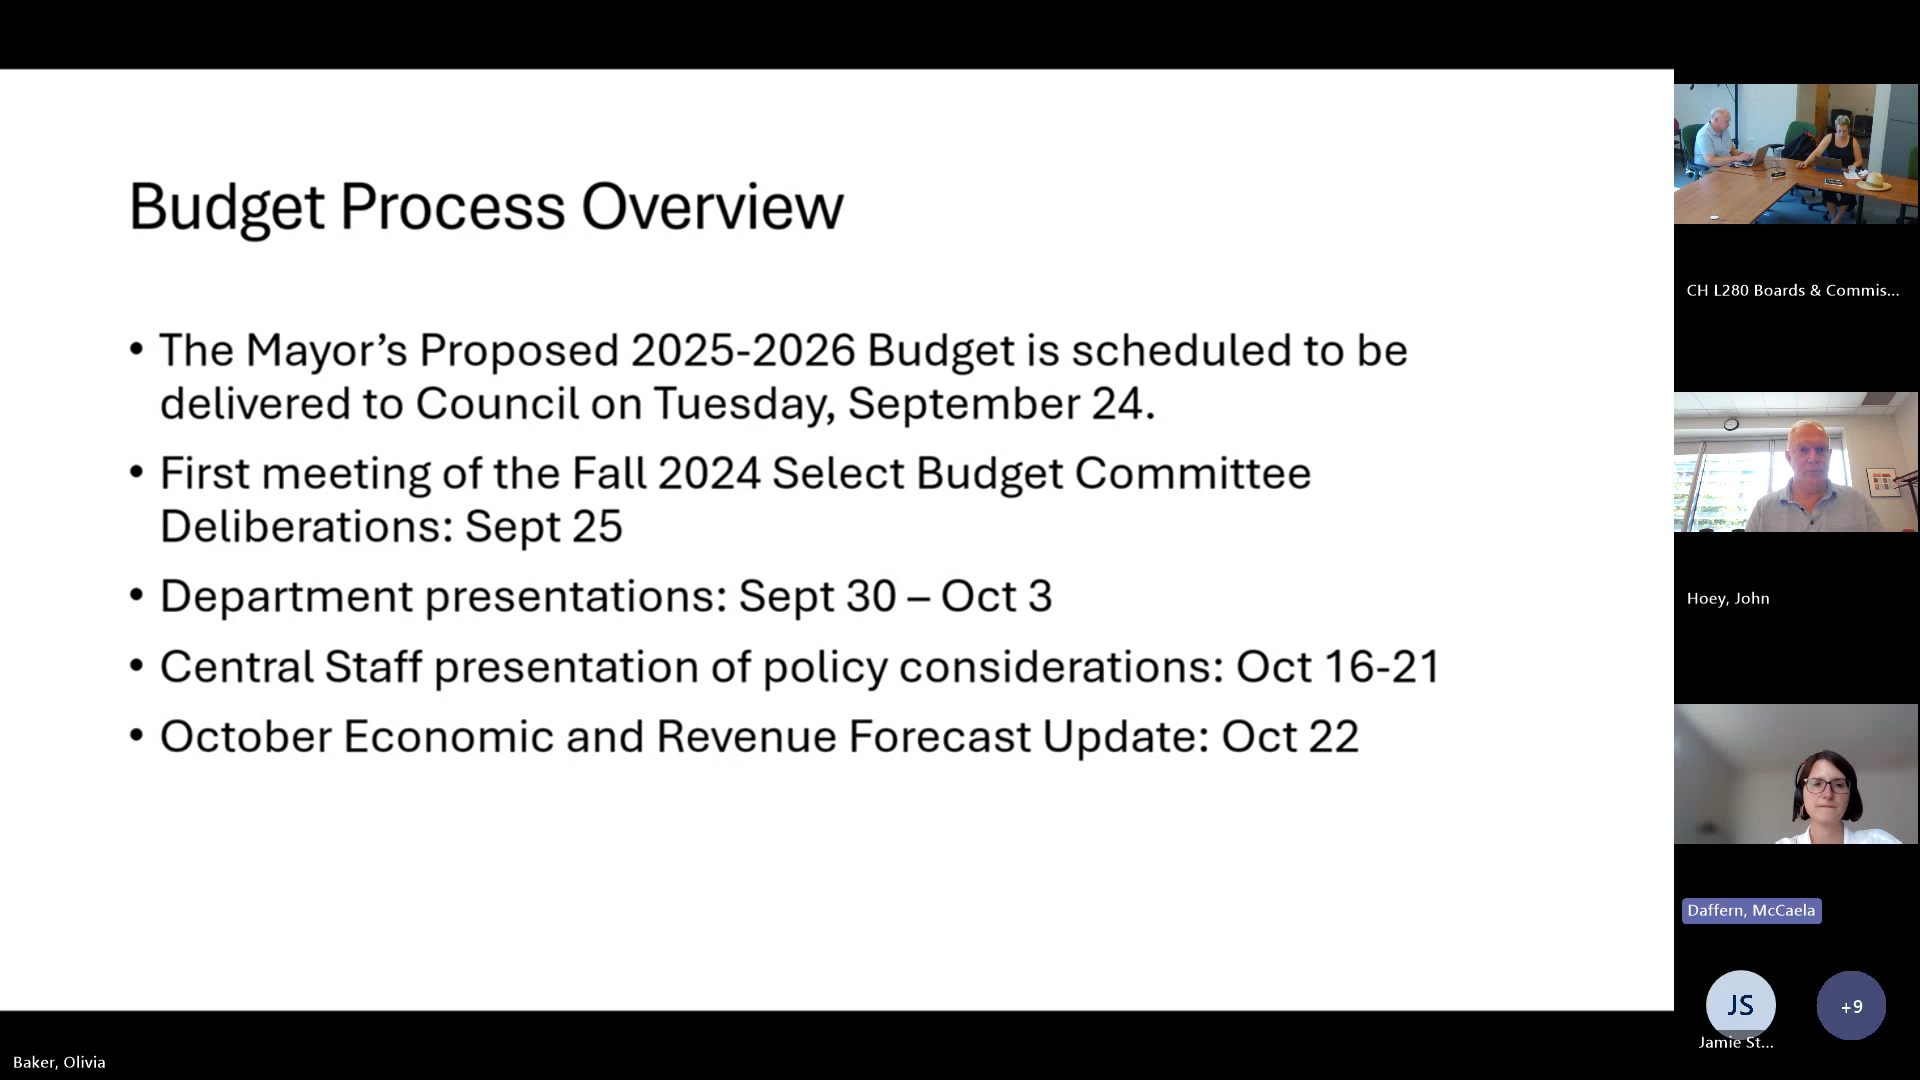 Budget Process Overview
• The Mayor’s Proposed 2025-2026 Budget is scheduled to be
delivered to Council on Tuesday, September 24.
• First meeting of the Fall 2024 Select Budget Committee
Deliberations: Sept 25
• Department presentations: Sept 30 – Oct 3
• Central Staff presentation of policy considerations: Oct 16-21
• October Economic and Revenue Forecast Update: Oct 22
CH L280 Boards & Commis...
Hoey, John
Daffern, McCaela
JS
+9
Jamie St...
Baker, Olivia